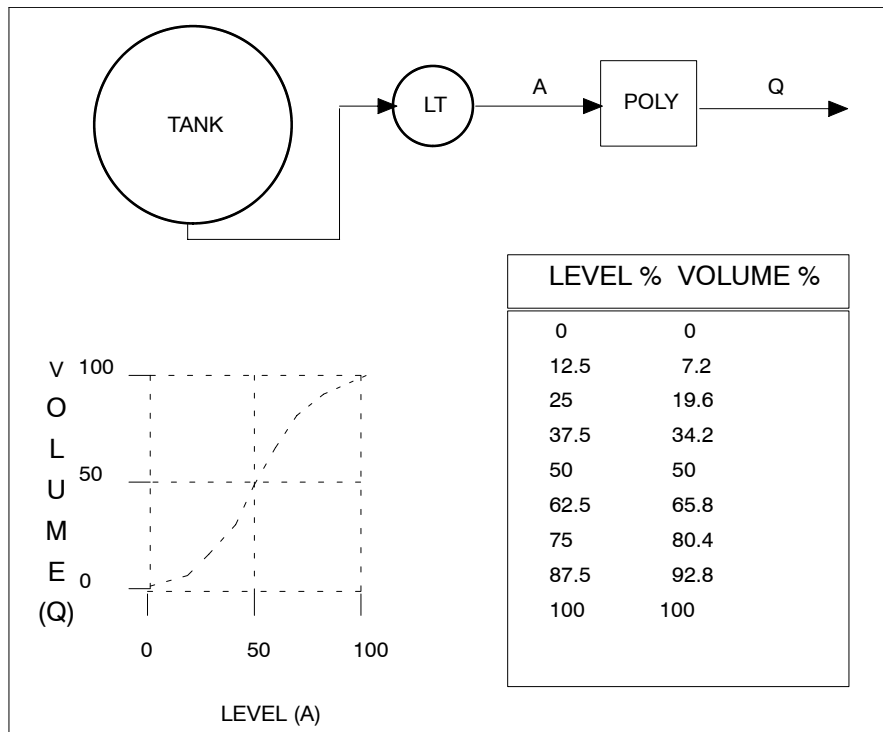 TANK
LT
A
POLY
Q
LEVEL % VOLUME %
0 0
12.5 7.2
25 19.6
37.5 34.2
50 50
62.5 65.8
75 80.4
87.5 92.8
100 100
V
O
L
U
M
E
(Q)
100
50
0
0 50 100
LEVEL (A)